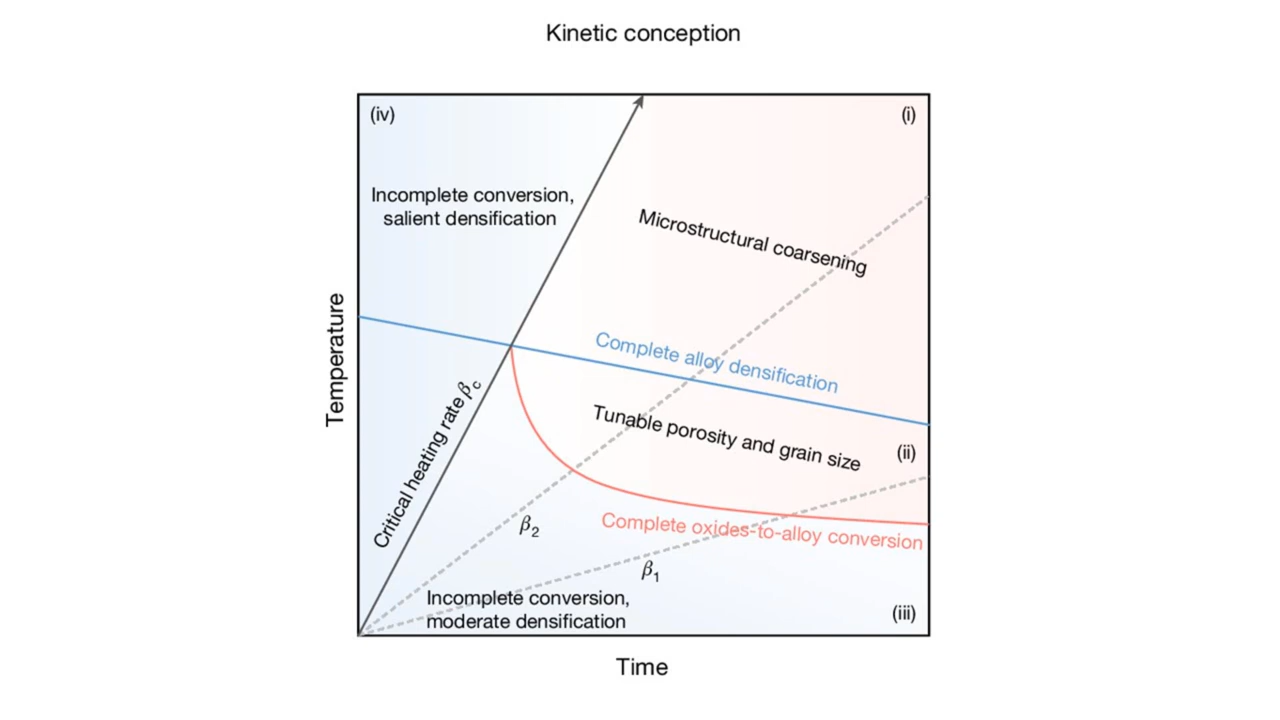 Kinetic conception
(iv)
(i)
Incomplete conversion,
salient densification
Microstructural coarsening
Temperature
Complete alloy densification
Critical heating rate βc
Tunable porosity and grain size
(ii)
β2
Complete oxides-to-alloy conversion
β1
Incomplete conversion,
moderate densification
(iii)
Time